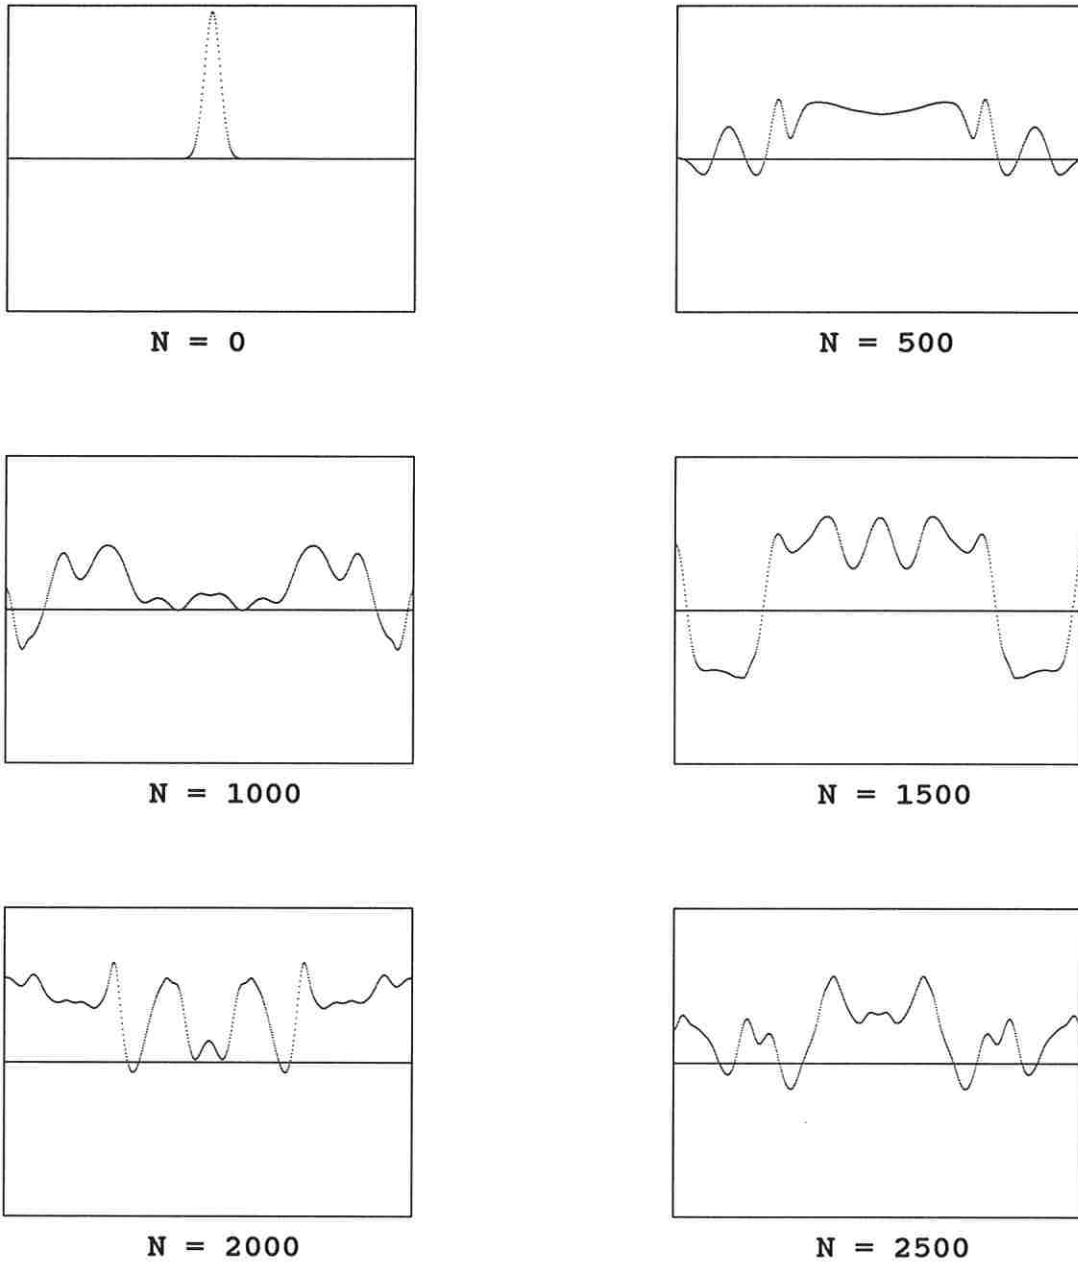 N = 0
N = 500
N = 1000
N = 1500
N = 2000
N = 2500